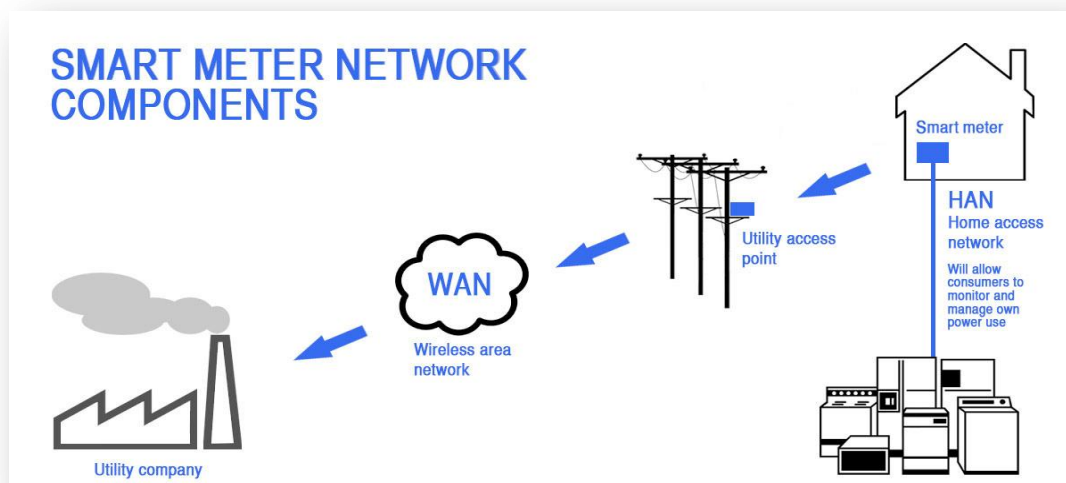 SMART METER NETWORK
COMPONENTS
Smart meter
HAN
Home access
network
Will allow
consumers to
monitor and
manage own
power use
Utility access
point
WAN
Wireless area
network
Utility company